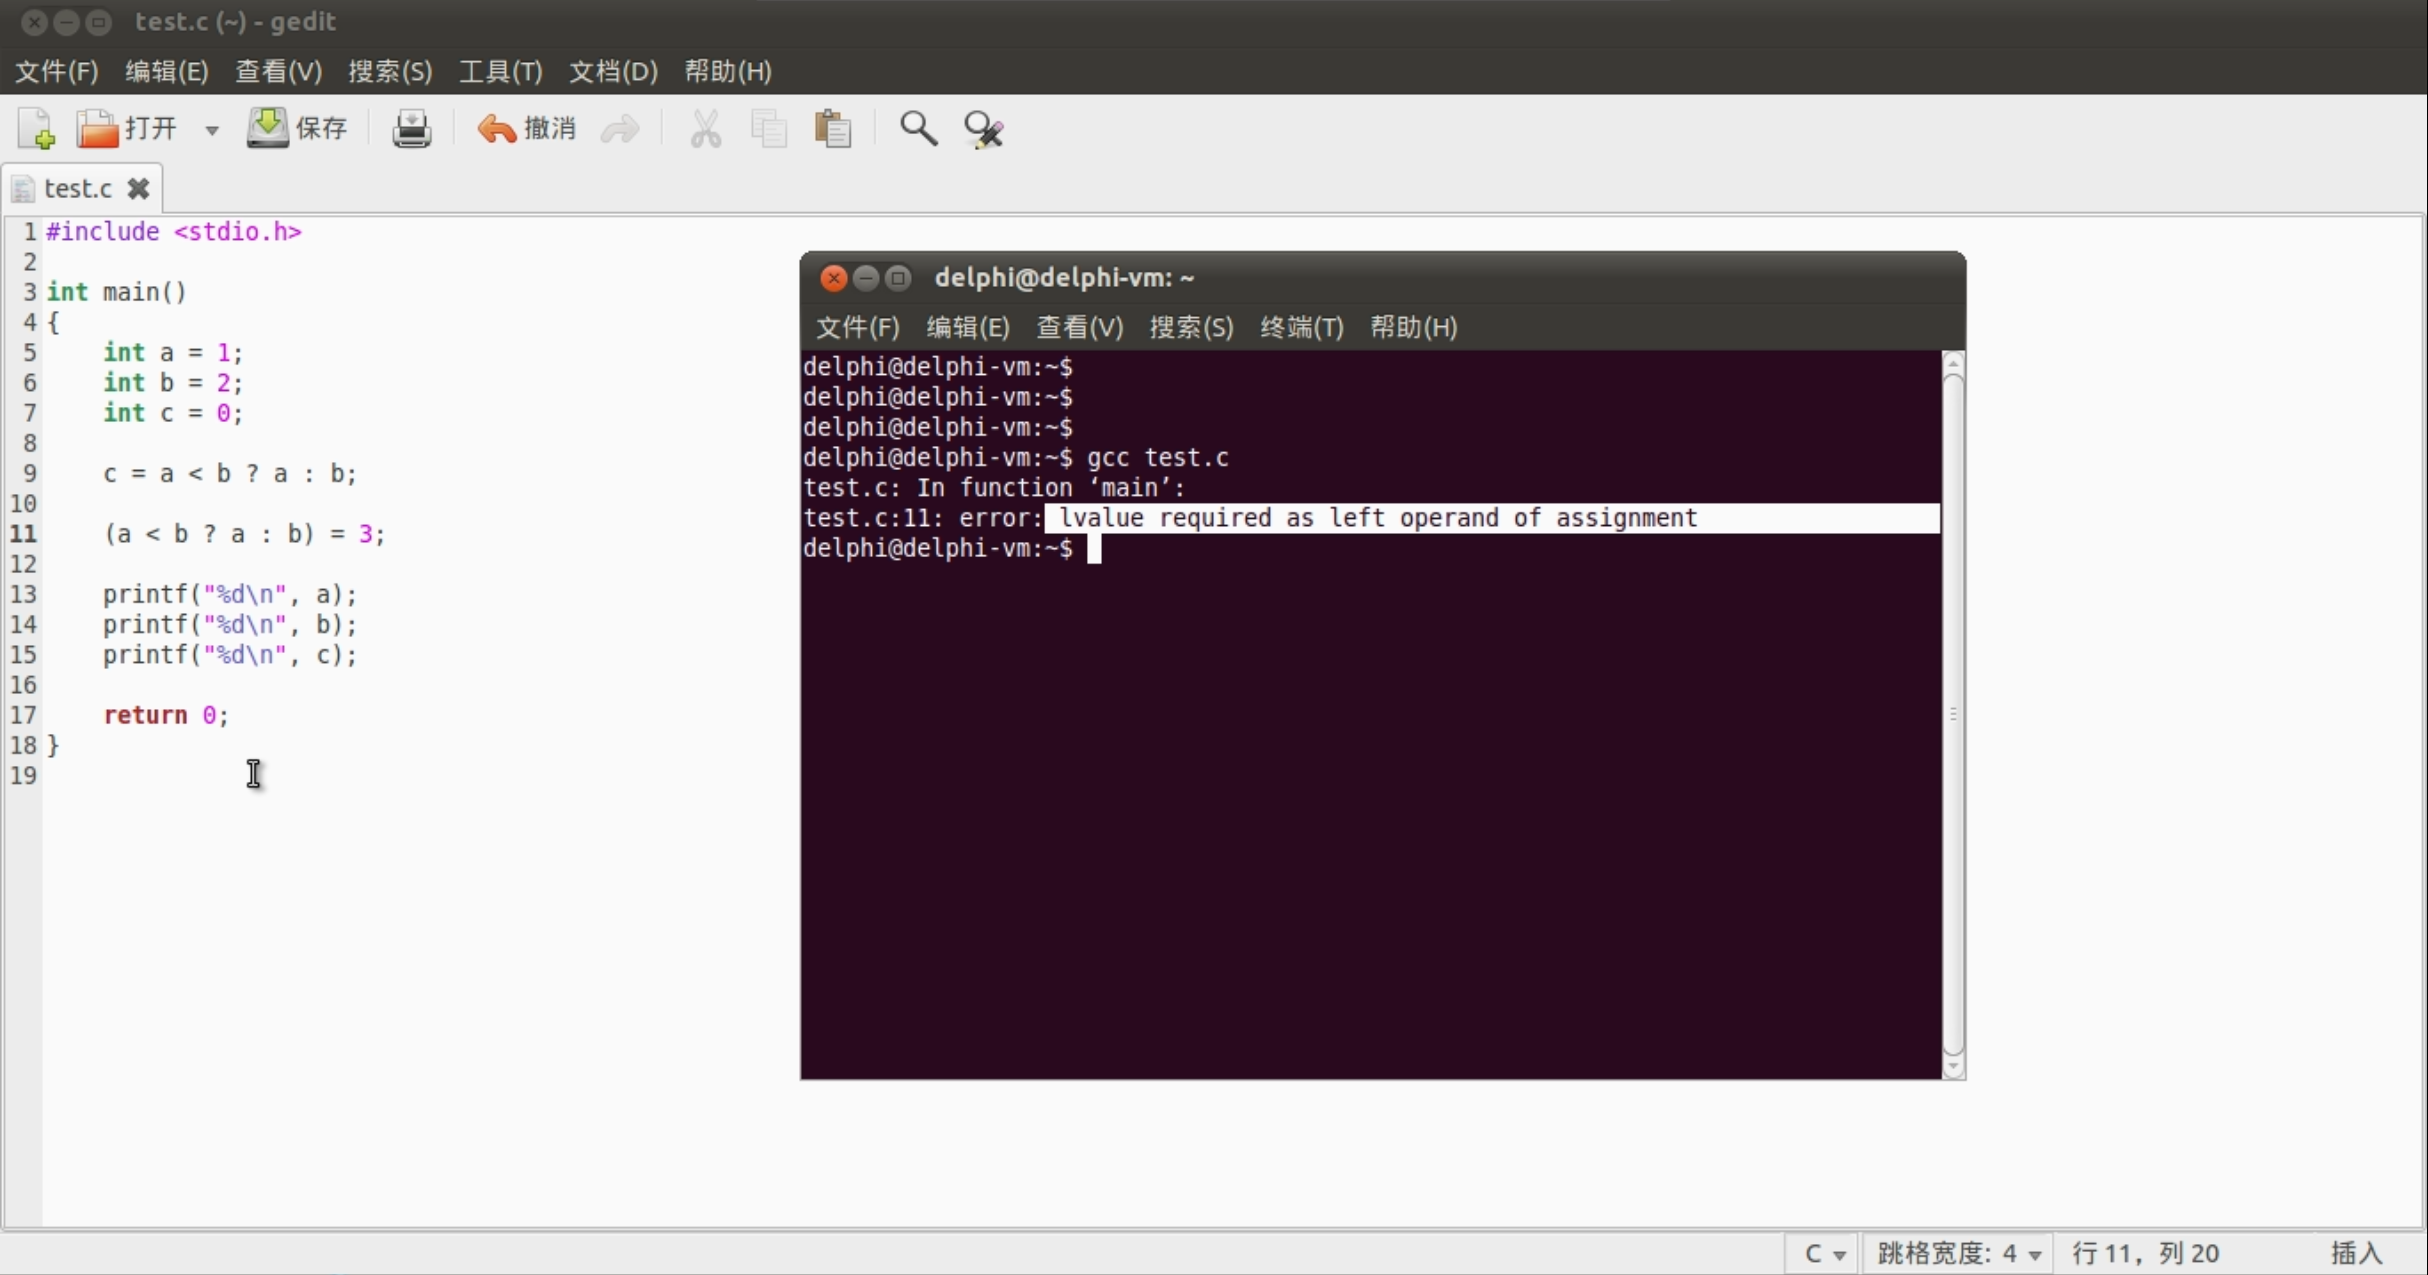 test.c (~) - gedit
文件(F) 编辑(E) 查看(V) 搜索(S) 工具(T) 文档(D) 帮助(H)
打开 保存 撤消
test.c
1 #include <stdio.h>
2
3 int main()
4 {
5     int a = 1;
6     int b = 2;
7     int c = 0;
8
9     c = a < b ? a : b;
10
11     (a < b ? a : b) = 3;
12
13     printf("%d\n", a);
14     printf("%d\n", b);
15     printf("%d\n", c);
16
17     return 0;
18 }
19
delphi@delphi-vm: ~
文件(F) 编辑(E) 查看(V) 搜索(S) 终端(T) 帮助(H)
delphi@delphi-vm:~$
delphi@delphi-vm:~$
delphi@delphi-vm:~$
delphi@delphi-vm:~$ gcc test.c
test.c: In function ‘main’:
test.c:11: error: lvalue required as left operand of assignment
delphi@delphi-vm:~$
C 跳格宽度: 4 行 11，列 20 插入